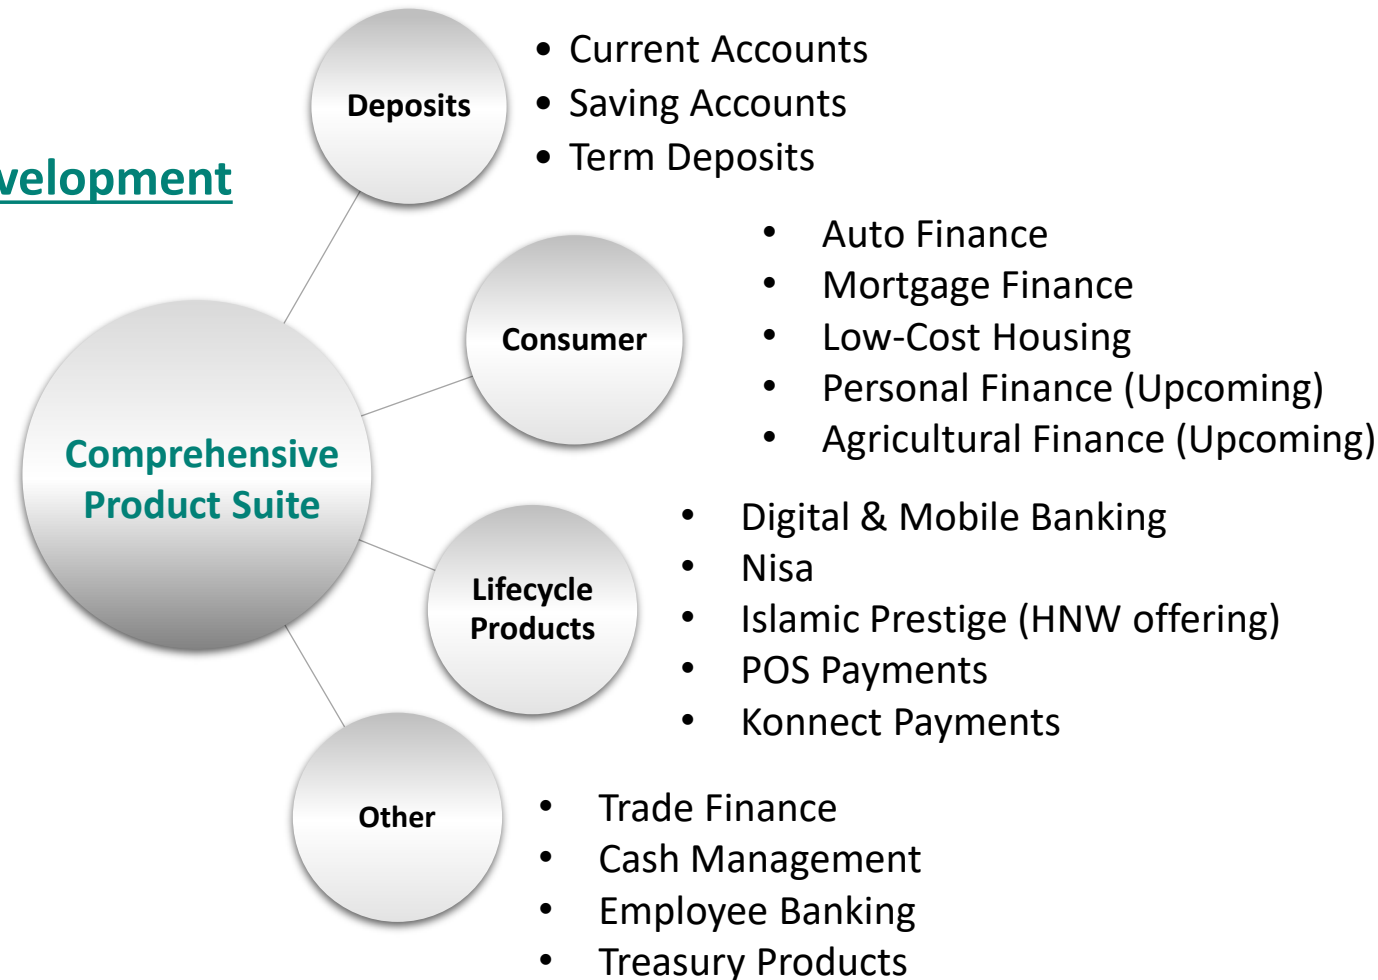 velopment
Comprehensive
Product Suite
Deposits
• Current Accounts
• Saving Accounts
• Term Deposits
Consumer
• Auto Finance
• Mortgage Finance
• Low-Cost Housing
• Personal Finance (Upcoming)
• Agricultural Finance (Upcoming)
Lifecycle
Products
• Digital & Mobile Banking
• Nisa
• Islamic Prestige (HNW offering)
• POS Payments
• Konnect Payments
Other
• Trade Finance
• Cash Management
• Employee Banking
• Treasury Products